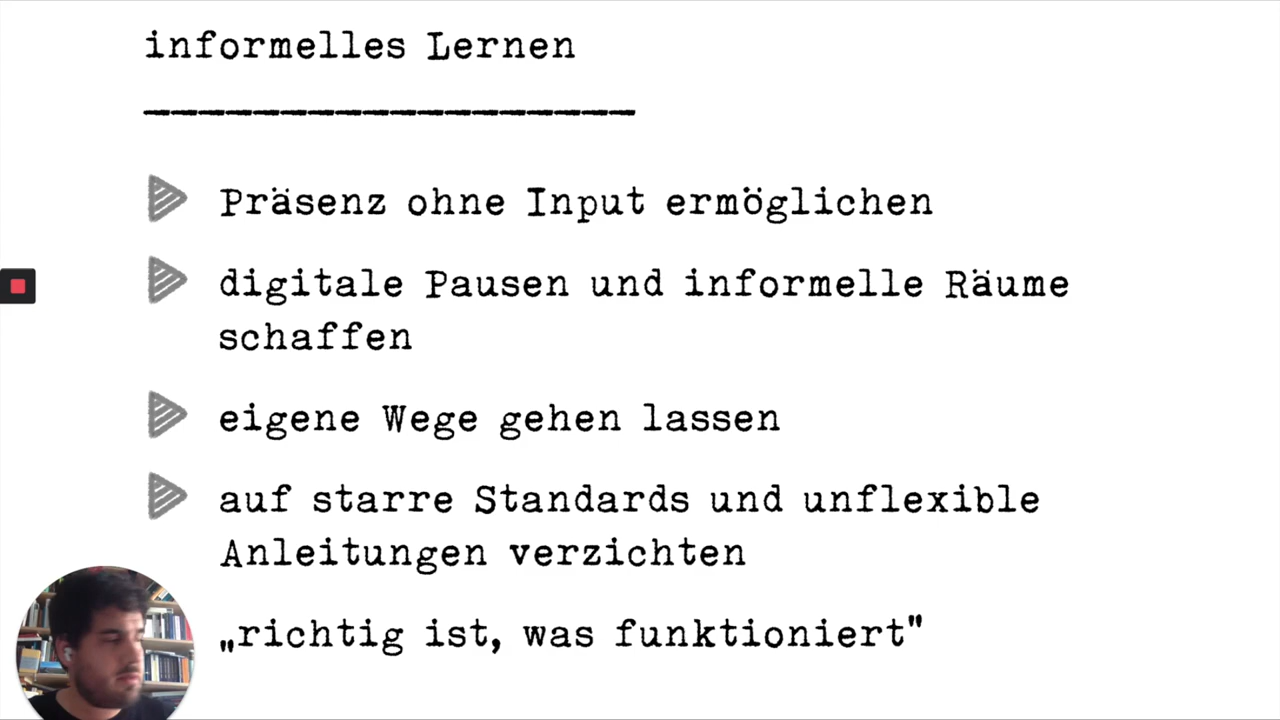 informelles Lernen
Präsenz ohne Input ermöglichen
digitale Pausen und informelle Räume
schaffen
eigene Wege gehen lassen
auf starre Standards und unflexible
Anleitungen verzichten
„richtig ist, was funktioniert"